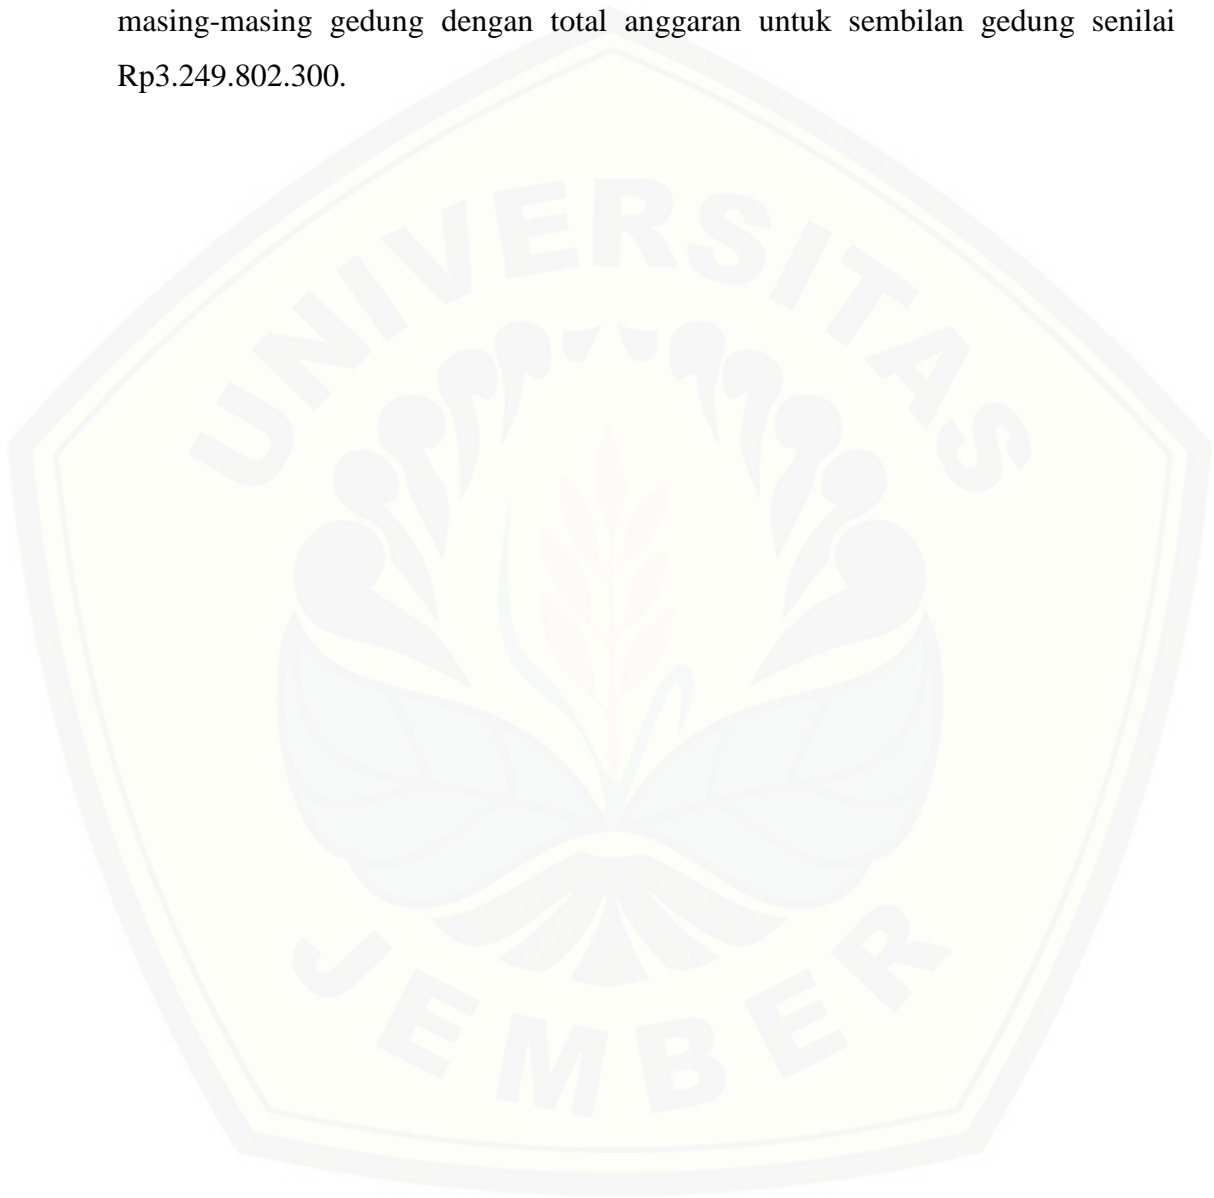 masing-masing gedung dengan total anggaran untuk sembilan gedung senilai
Rp3.249.802.300.
UNIVERSITAS
JEMBER